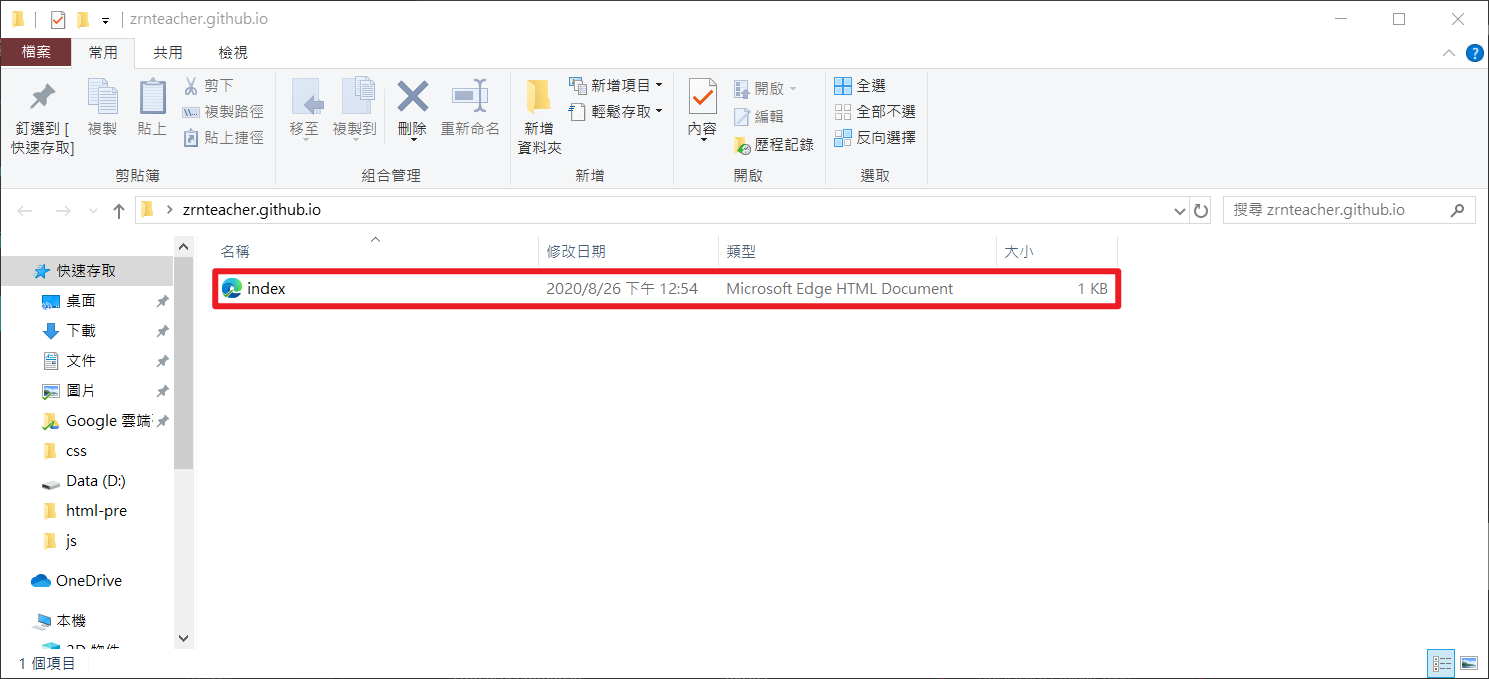 zrnteacher.github.io
檔案 常用 共用 檢視
釘選到 [
快速存取]
複製
貼上
剪下
複製路徑
貼上捷徑
剪貼簿
移至
複製到
刪除
重新命名
組合管理
新增
資料夾
新增項目
輕鬆存取
新增
內容
開啟
編輯
歷程記錄
開啟
全選
全部不選
反向選擇
選取
zrnteacher.github.io
搜尋 zrnteacher.github.io
快速存取
桌面
下載
文件
圖片
Google 雲端
css
Data (D:)
html-pre
js
OneDrive
本機
3D 物件
名稱 修改日期 類型 大小
index 2020/8/26 下午 12:54 Microsoft Edge HTML Document 1 KB
1 個項目